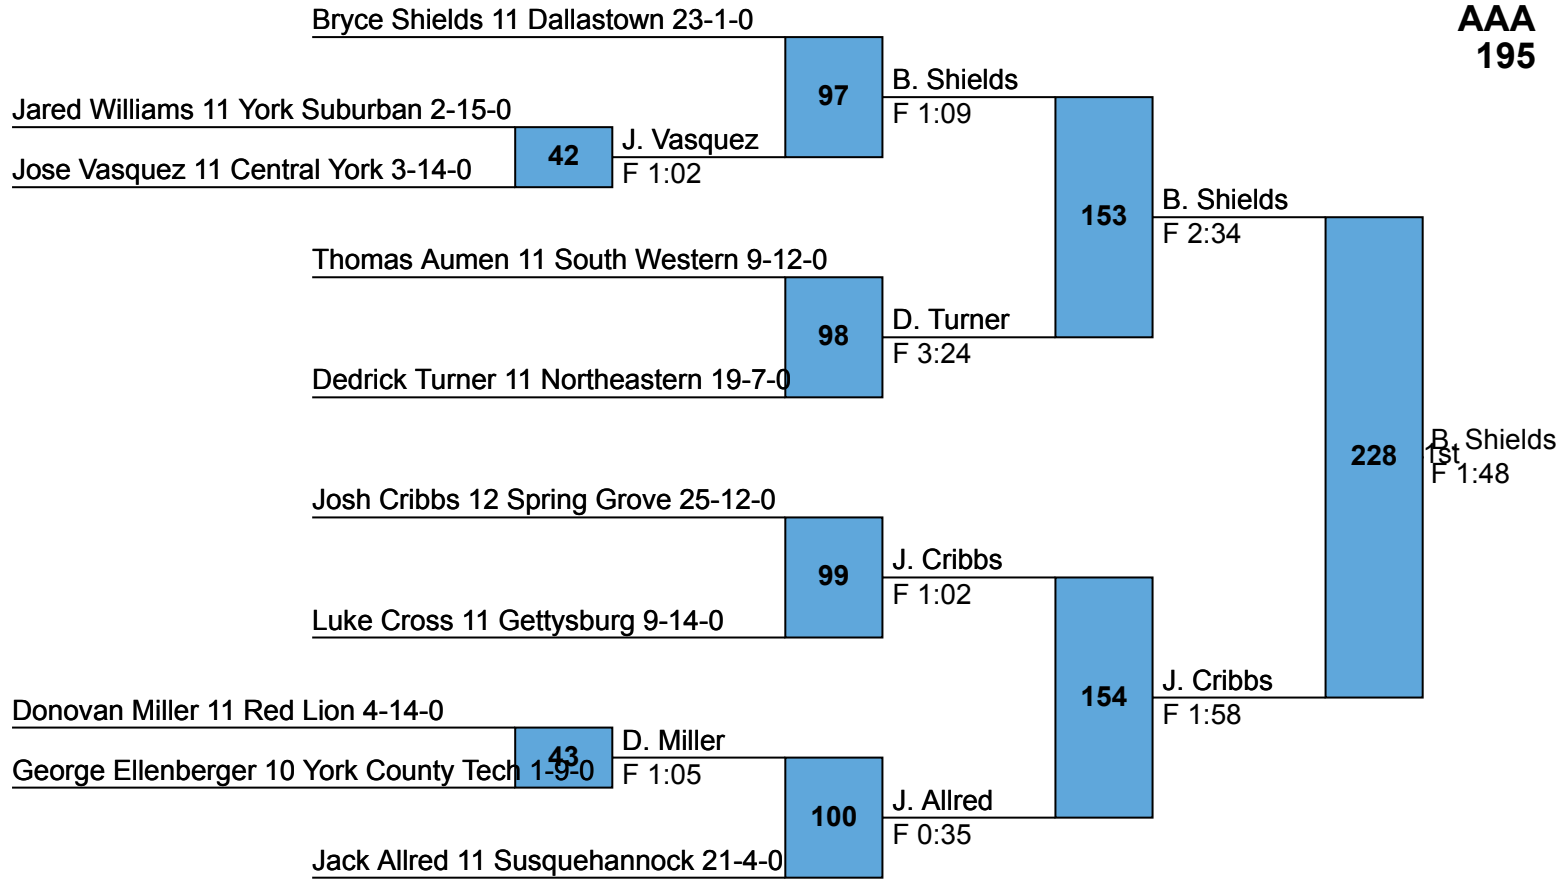 AAA
195
Bryce Shields 11 Dallastown 23-1-0
97
B. Shields
F 1:09
Jared Williams 11 York Suburban 2-15-0
42
J. Vasquez
F 1:02
Jose Vasquez 11 Central York 3-14-0
153
B. Shields
F 2:34
Thomas Aumen 11 South Western 9-12-0
98
D. Turner
F 3:24
Dedrick Turner 11 Northeastern 19-7-0
228
B. Shields
1st
F 1:48
Josh Cribbs 12 Spring Grove 25-12-0
99
J. Cribbs
F 1:02
Luke Cross 11 Gettysburg 9-14-0
154
J. Cribbs
F 1:58
Donovan Miller 11 Red Lion 4-14-0
43
D. Miller
F 1:05
George Ellenberger 10 York County Tech 1-9-0
100
J. Allred
F 0:35
Jack Allred 11 Susquehannock 21-4-0